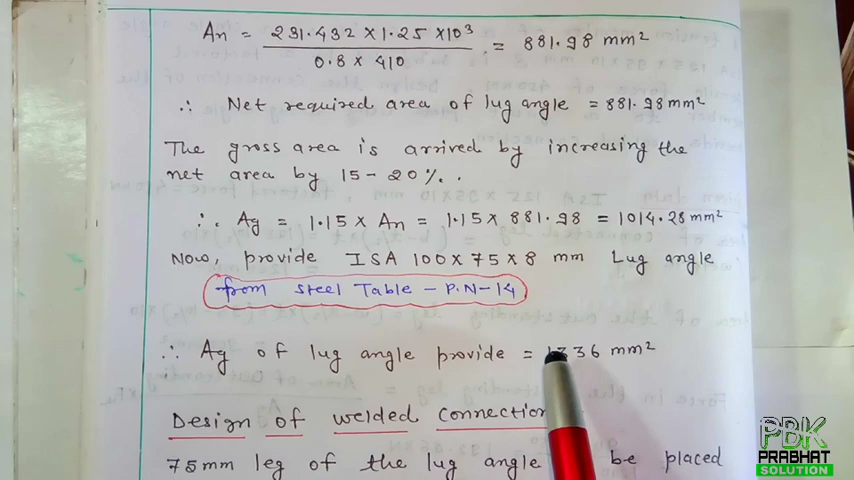 An = 231.432 × 1.25 × 10³ / 0.8 × 410 = 881.98 mm²
∴ Net required area of lug angle = 881.98mm²
The gross area is arrived by increasing the
net area by 15 - 20%..
∴ Ag = 1.15 × An = 1.15 × 881.98 = 1014.28 mm²
Now, provide ISA 100 × 75 × 8 mm Lug angle
from Steel Table - P.N-14
∴ Ag of lug angle provide = 1336 mm²
Design of welded Connection
75mm leg of the lug angle be placed
PBK
PRABHAT
SOLUTION